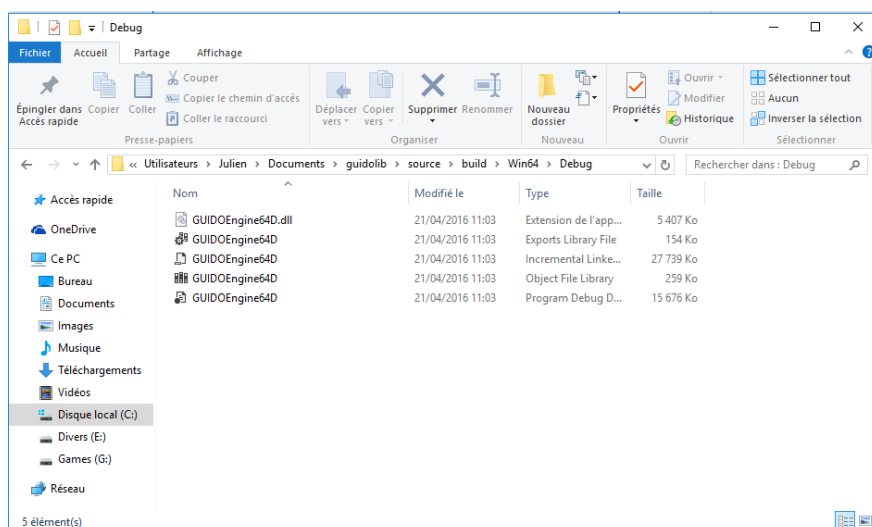 Debug
Fichier Accueil Partage Affichage
Épingler dans Accès rapide
Copier
Coller
Couper
Copier le chemin d'accès
Coller le raccourci
Presse-papiers
Déplacer vers
Copier vers
Supprimer
Renommer
Organiser
Nouveau dossier
Nouveau
Propriétés
Ouvrir
Modifier
Historique
Ouvrir
Sélectionner tout
Aucun
Inverser la sélection
Sélectionner
« Utilisateurs > Julien > Documents > guidolib > source > build > Win64 > Debug
Rechercher dans : Debug
Accès rapide
OneDrive
Ce PC
Bureau
Documents
Images
Musique
Téléchargements
Vidéos
Disque local (C:)
Divers (E:)
Games (G:)
Réseau
Nom Modifié le Type Taille
GUIDOEngine64D.dll 21/04/2016 11:03 Extension de l'app... 5 407 Ko
GUIDOEngine64D 21/04/2016 11:03 Exports Library File 154 Ko
GUIDOEngine64D 21/04/2016 11:03 Incremental Linke... 27 739 Ko
GUIDOEngine64D 21/04/2016 11:03 Object File Library 259 Ko
GUIDOEngine64D 21/04/2016 11:03 Program Debug D... 15 676 Ko
5 élément(s)